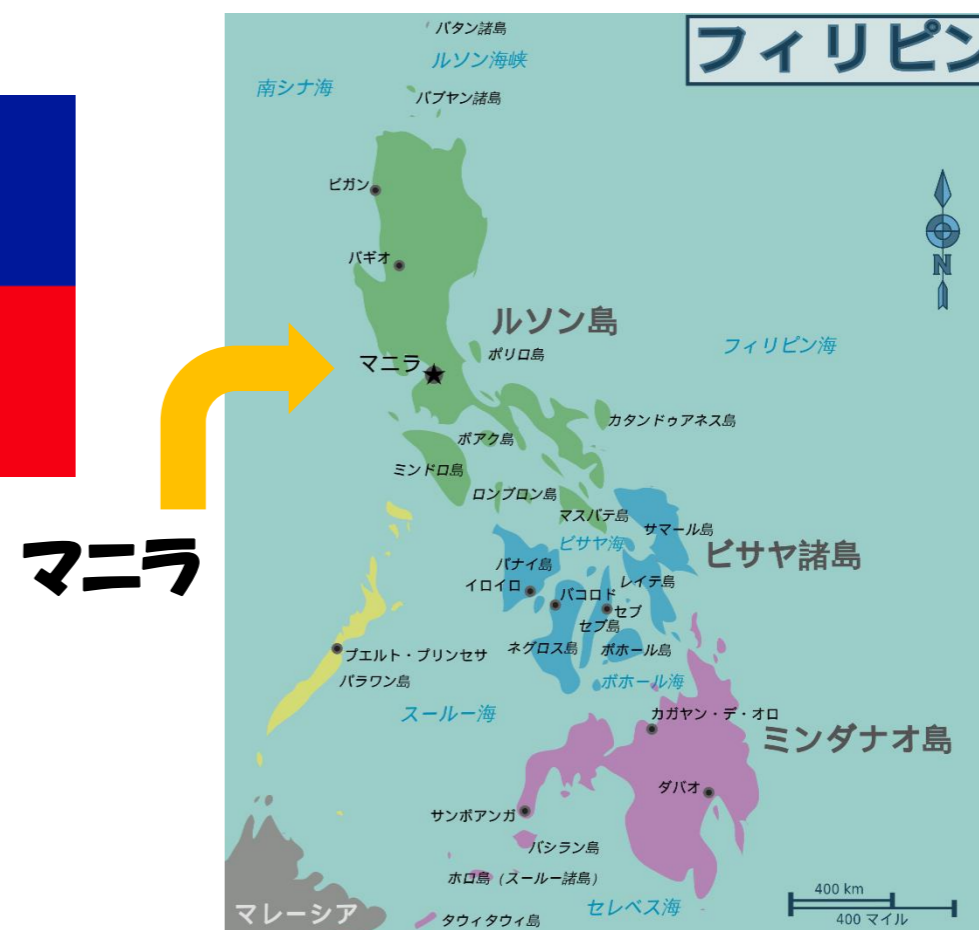 フィリピン
バタン諸島
ルソン海峡
南シナ海
バブヤン諸島
ビガン
バギオ
N
ルソン島
フィリピン海
ポリロ島
マニラ
カタンドゥアネス島
ボアク島
ミンドロ島
ロンブロン島
マスバテ島
サマール島
マニラ
ビサヤ海
ビサヤ諸島
パナイ島
イロイロ
レイテ島
バコロド
セブ
セブ島
ネグロス島
ボホール島
プエルト・プリンセサ
パラワン島
ボホール海
スールー海
カガヤン・デ・オロ
ミンダナオ島
ダバオ
サンボアンガ
バシラン島
ホロ島（スールー諸島）
400 km
400 マイル
セレベス海
マレーシア
タウィタウィ島